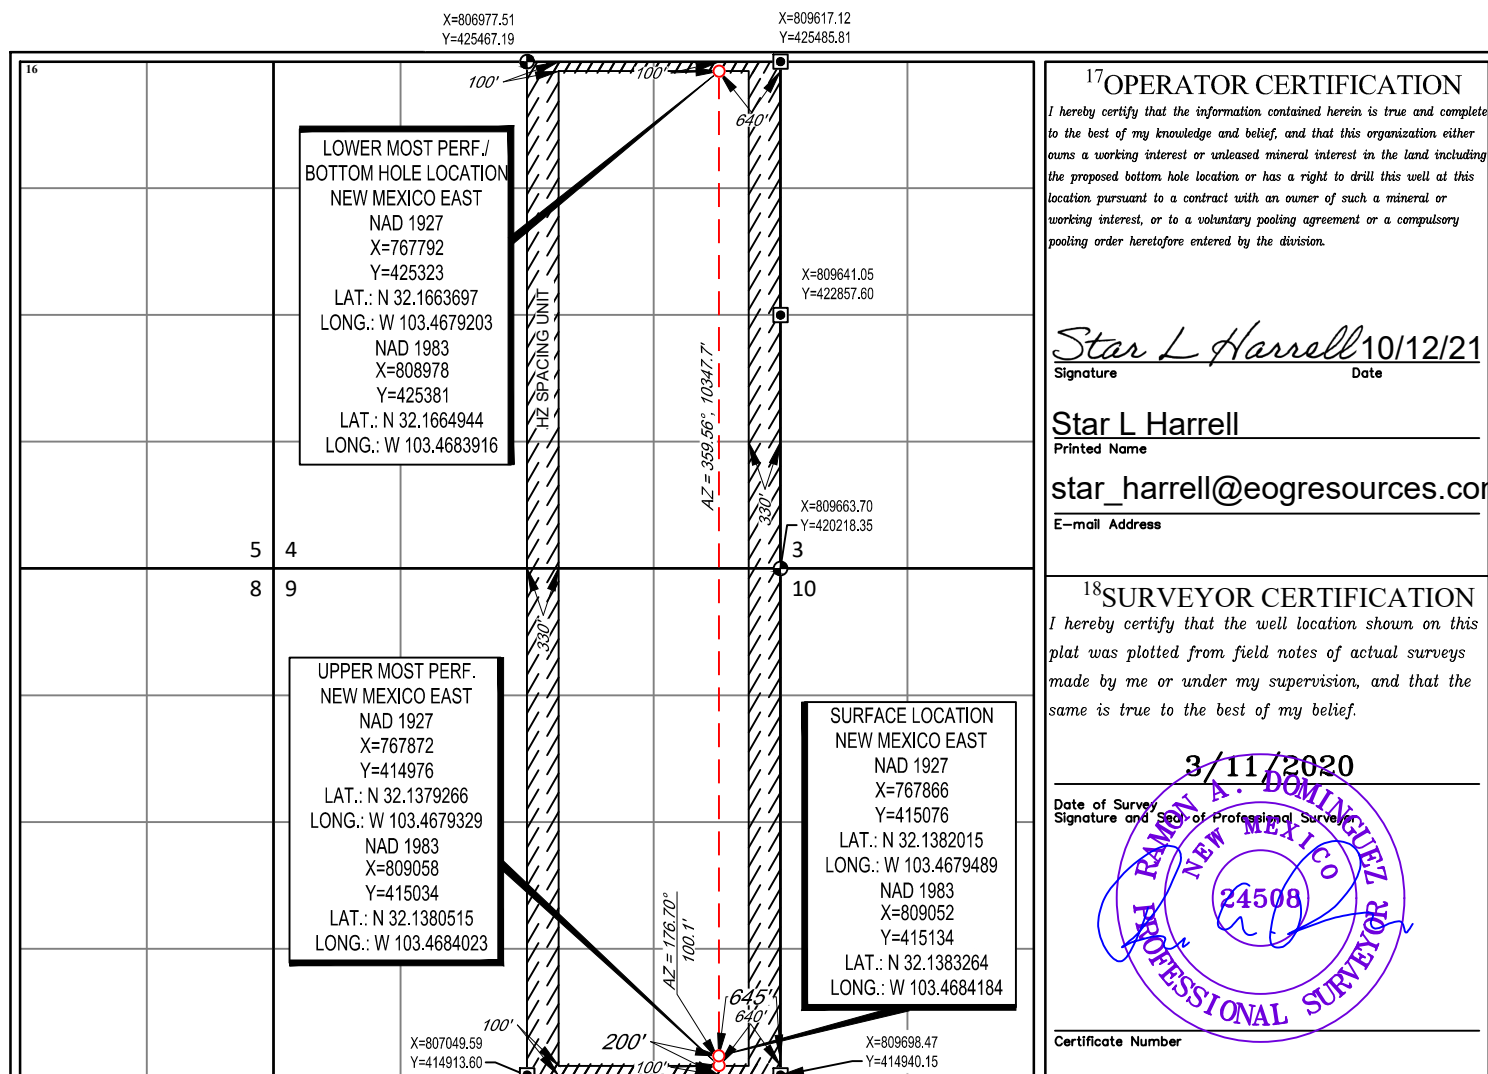 X=806977.51
Y=425467.19
X=809617.12
Y=425485.81
16
100'
100'
640'
LOWER MOST PERF./
BOTTOM HOLE LOCATION
NEW MEXICO EAST
NAD 1927
X=767792
Y=425323
LAT.: N 32.1663697
LONG.: W 103.4679203
NAD 1983
X=808978
Y=425381
LAT.: N 32.1664944
LONG.: W 103.4683916
HZ SPACING UNIT
AZ = 359.56°, 10347.7'
330'
X=809641.05
Y=422857.60
X=809663.70
Y=420218.35
5 4
3
8 9
10
330'
UPPER MOST PERF.
NEW MEXICO EAST
NAD 1927
X=767872
Y=414976
LAT.: N 32.1379266
LONG.: W 103.4679329
NAD 1983
X=809058
Y=415034
LAT.: N 32.1380515
LONG.: W 103.4684023
SURFACE LOCATION
NEW MEXICO EAST
NAD 1927
X=767866
Y=415076
LAT.: N 32.1382015
LONG.: W 103.4679489
NAD 1983
X=809052
Y=415134
LAT.: N 32.1383264
LONG.: W 103.4684184
AZ = 176.70°
100.1'
645'
640'
100'
200'
100'
X=807049.59
Y=414913.60
X=809698.47
Y=414940.15
17 OPERATOR CERTIFICATION
I hereby certify that the information contained herein is true and complete
to the best of my knowledge and belief, and that this organization either
owns a working interest or unleased mineral interest in the land including
the proposed bottom hole location or has a right to drill this well at this
location pursuant to a contract with an owner of such a mineral or
working interest, or to a voluntary pooling agreement or a compulsory
pooling order heretofore entered by the division.
Star L Harrell 10/12/21
Signature Date
Star L Harrell
Printed Name
star_harrell@eogresources.com
E-mail Address
18 SURVEYOR CERTIFICATION
I hereby certify that the well location shown on this
plat was plotted from field notes of actual surveys
made by me or under my supervision, and that the
same is true to the best of my belief.
3/11/2020
Date of Survey
Signature and Seal of Professional Surveyor
RAMON A. DOMINGUEZ
NEW MEXICO
24508
PROFESSIONAL SURVEYOR
Certificate Number